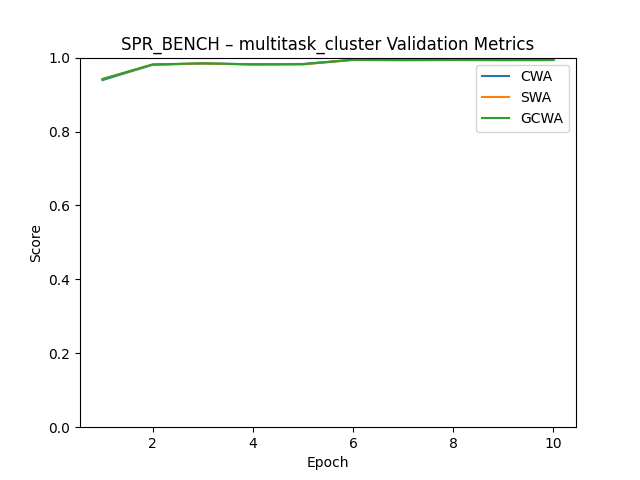 SPR_BENCH – multitask_cluster Validation Metrics
1.0
0.8
0.6
0.4
0.2
0.0
Score
CWA
SWA
GCWA
2
4
6
8
10
Epoch